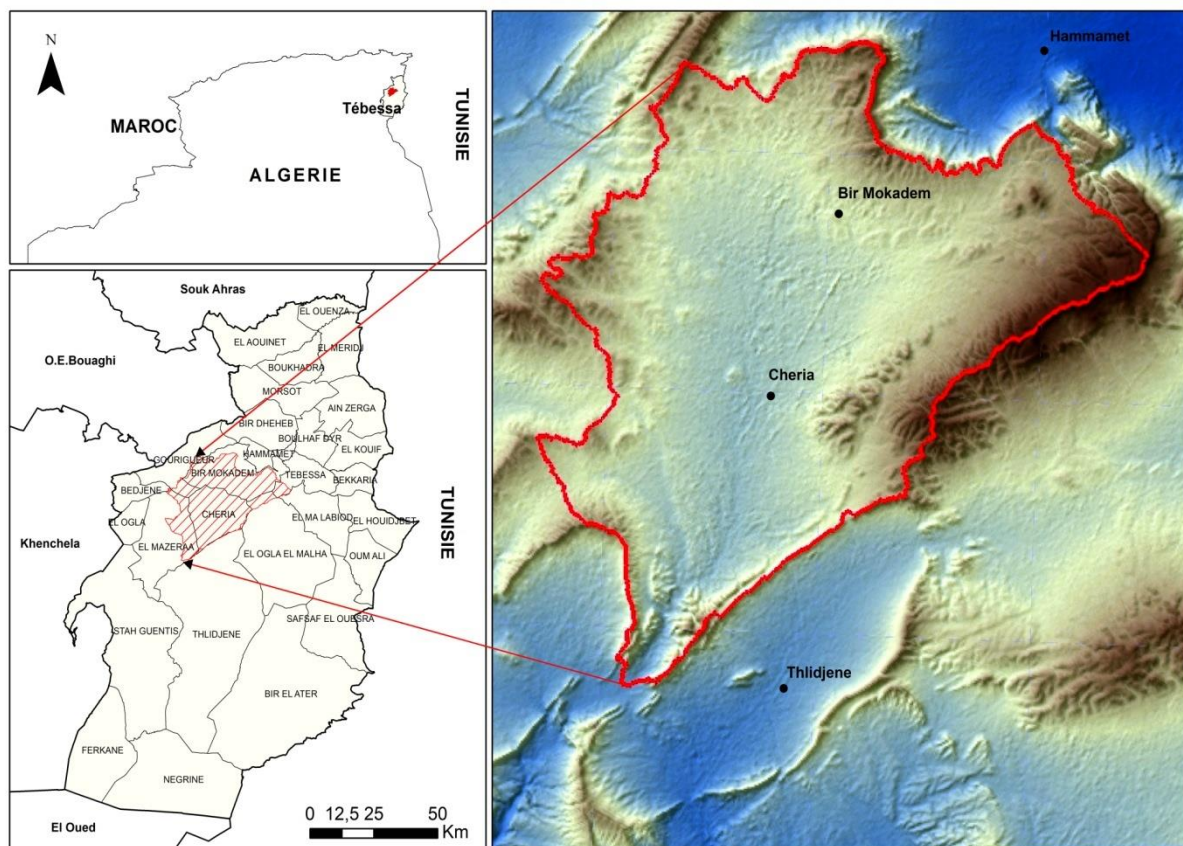 N
Tébessa
MAROC
ALGERIE
TUNISIE
Souk Ahras
O.E.Bouaghi
Khenchela
El Oued
TUNISIE
EL OUENZA
EL AOUINET
EL MERIDJ
BOUKHADRA
MORSOT
AIN ZERGA
BIR DHEHEB
BOULHAF DYR
EL KOUIF
GOURIGUEUR
HAMMAMET
BIR MOKADEM
TEBESSA
BEKKARIA
BEDJENE
CHERIA
EL OGLA
EL MA LABIOD
EL HOUIDJBET
EL MAZERAA
EL OGLA EL MALHA
OUM ALI
STAH GUENTIS
THLIDJENE
SAFSAF EL OUESRA
BIR EL ATER
FERKANE
NEGRINE
0 12,5 25 50
Km
Hammamet
Bir Mokadem
Cheria
Thlidjene